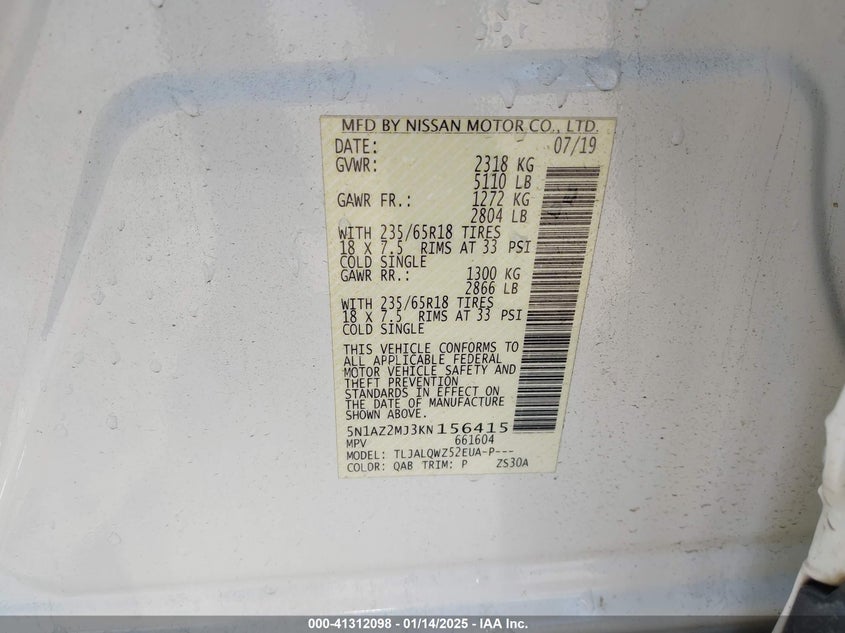 MFD BY NISSAN MOTOR CO., LTD.
DATE: 07/19
GVWR: 2318 KG
5110 LB
GAWR FR.: 1272 KG
2804 LB
WITH 235/65R18 TIRES
18 X 7.5 RIMS AT 33 PSI
COLD SINGLE
GAWR RR.: 1300 KG
2866 LB
WITH 235/65R18 TIRES
18 X 7.5 RIMS AT 33 PSI
COLD SINGLE
THIS VEHICLE CONFORMS TO
ALL APPLICABLE FEDERAL
MOTOR VEHICLE SAFETY AND
THEFT PREVENTION
STANDARDS IN EFFECT ON
THE DATE OF MANUFACTURE
SHOWN ABOVE.
5N1AZ2MJ3KN156415
MPV 661604
MODEL: TLJALQWZ52EUA-P---
COLOR: QAB TRIM: P ZS30A
000-41312098 - 01/14/2025 - IAA Inc.